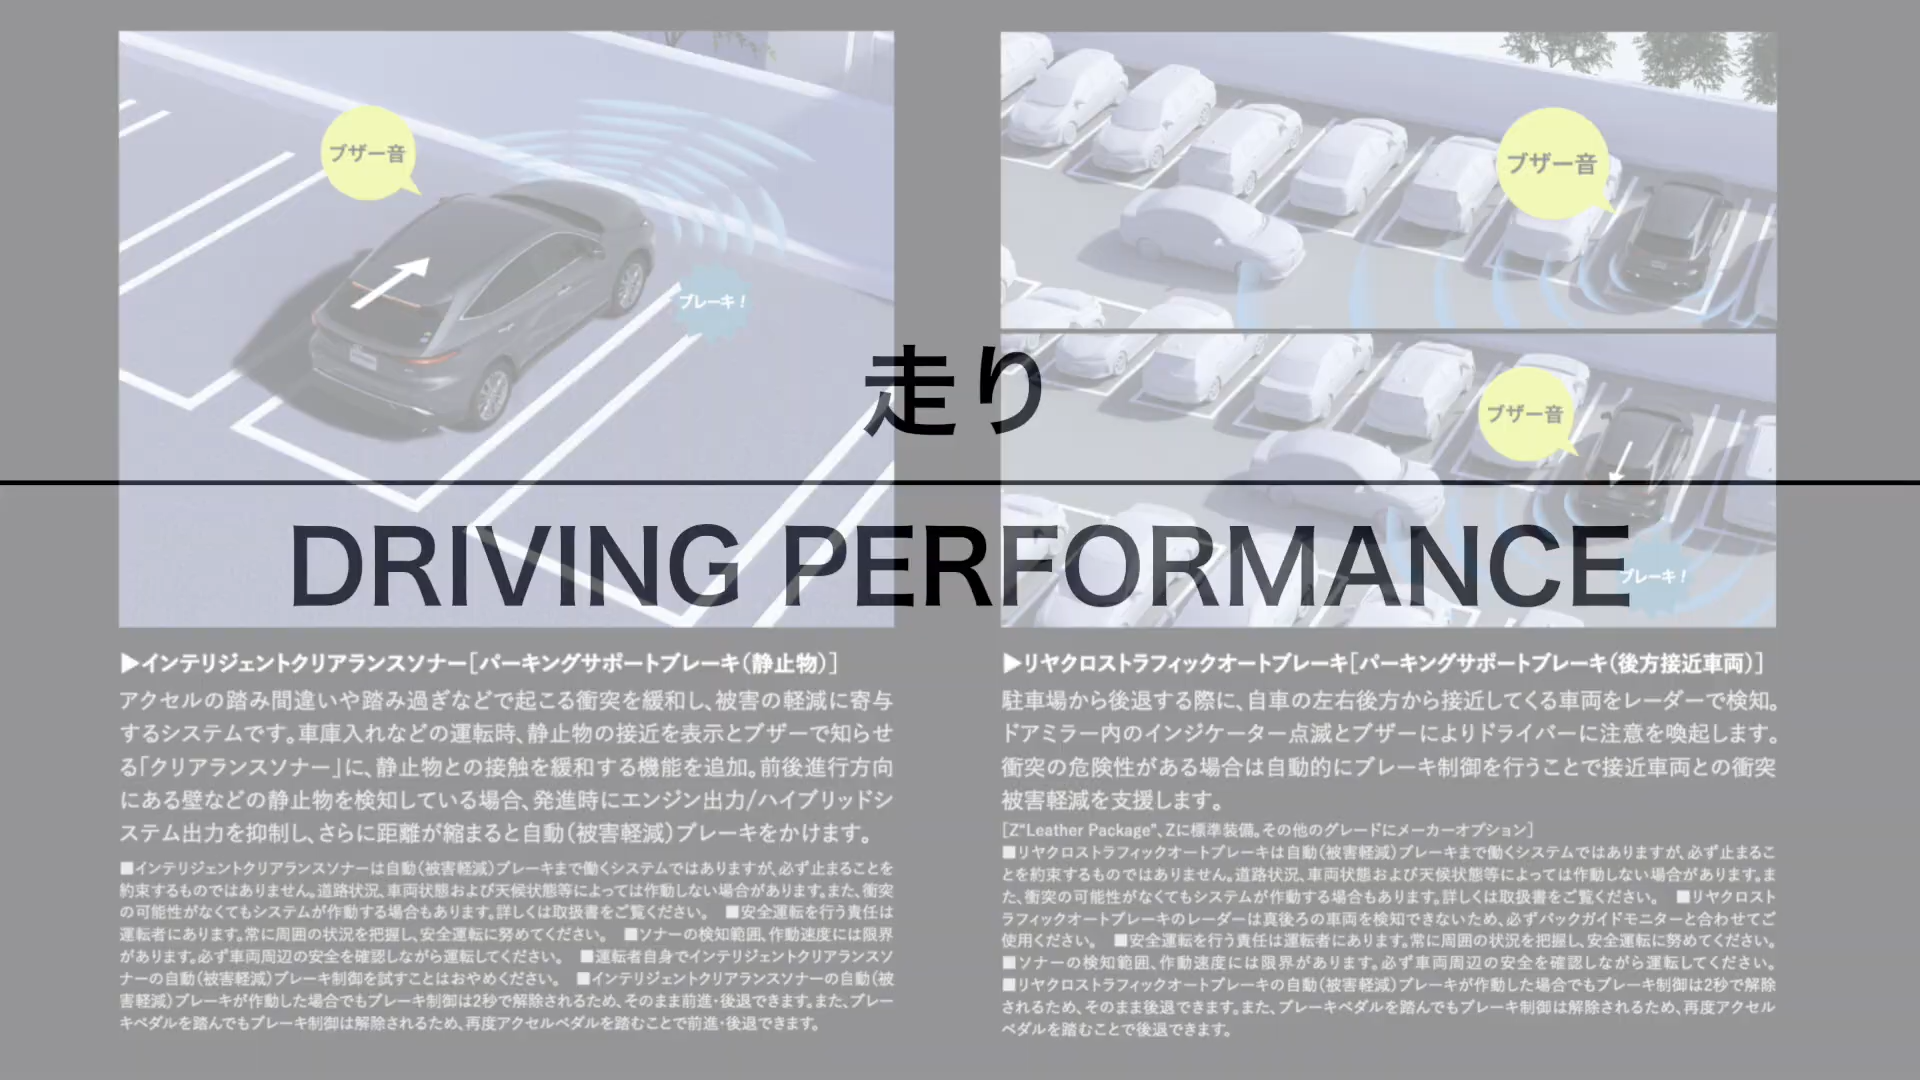 ブザー音
ブレーキ!
ブザー音
ブザー音
ブレーキ!
走り
DRIVING PERFORMANCE
▶インテリジェントクリアランスソナー[パーキングサポートブレーキ(静止物)]
アクセルの踏み間違いや踏み過ぎなどで起こる衝突を緩和し、被害の軽減に寄与
するシステムです。車庫入れなどの運転時、静止物の接近を表示とブザーで知らせ
る「クリアランスソナー」に、静止物との接触を緩和する機能を追加。前後進行方向
にある壁などの静止物を検知している場合、発進時にエンジン出力/ハイブリッドシ
ステム出力を抑制し、さらに距離が縮まると自動(被害軽減)ブレーキをかけます。
■インテリジェントクリアランスソナーは自動(被害軽減)ブレーキまで働くシステムではありますが、必ず止まることを
約束するものではありません。道路状況、車両状態および天候状態等によっては作動しない場合があります。また、衝突
の可能性がなくてもシステムが作動する場合もあります。詳しくは取扱書をご覧ください。 ■安全運転を行う責任は
運転者にあります。常に周囲の状況を把握し、安全運転に努めてください。 ■ソナーの検知範囲、作動速度には限界
があります。必ず車両周辺の安全を確認しながら運転してください。 ■運転者自身でインテリジェントクリアランスソ
ナーの自動(被害軽減)ブレーキ制御を試すことはおやめください。 ■インテリジェントクリアランスソナーの自動(被
害軽減)ブレーキが作動した場合でもブレーキ制御は2秒で解除されるため、そのまま前進・後退できます。また、ブレー
キペダルを踏んでもブレーキ制御は解除されるため、再度アクセルペダルを踏むことで前進・後退できます。
▶リヤクロストラフィックオートブレーキ[パーキングサポートブレーキ(後方接近車両)]
駐車場から後退する際に、自車の左右後方から接近してくる車両をレーダーで検知。
ドアミラー内のインジケーター点滅とブザーによりドライバーに注意を喚起します。
衝突の危険性がある場合は自動的にブレーキ制御を行うことで接近車両との衝突
被害軽減を支援します。
[Z“Leather Package”、Zに標準装備。その他のグレードにメーカーオプション]
■リヤクロストラフィックオートブレーキは自動(被害軽減)ブレーキまで働くシステムではありますが、必ず止まるこ
とを約束するものではありません。道路状況、車両状態および天候状態等によっては作動しない場合があります。ま
た、衝突の可能性がなくてもシステムが作動する場合もあります。詳しくは取扱書をご覧ください。 ■リヤクロスト
ラフィックオートブレーキのレーダーは真後ろの車両を検知できないため、必ずバックガイドモニターと合わせてご
使用ください。 ■安全運転を行う責任は運転者にあります。常に周囲の状況を把握し、安全運転に努めてください。
■ソナーの検知範囲、作動速度には限界があります。必ず車両周辺の安全を確認しながら運転してください。
■リヤクロストラフィックオートブレーキの自動(被害軽減)ブレーキが作動した場合でもブレーキ制御は2秒で解除
されるため、そのまま後退できます。また、ブレーキペダルを踏んでもブレーキ制御は解除されるため、再度アクセル
ペダルを踏むことで後退できます。